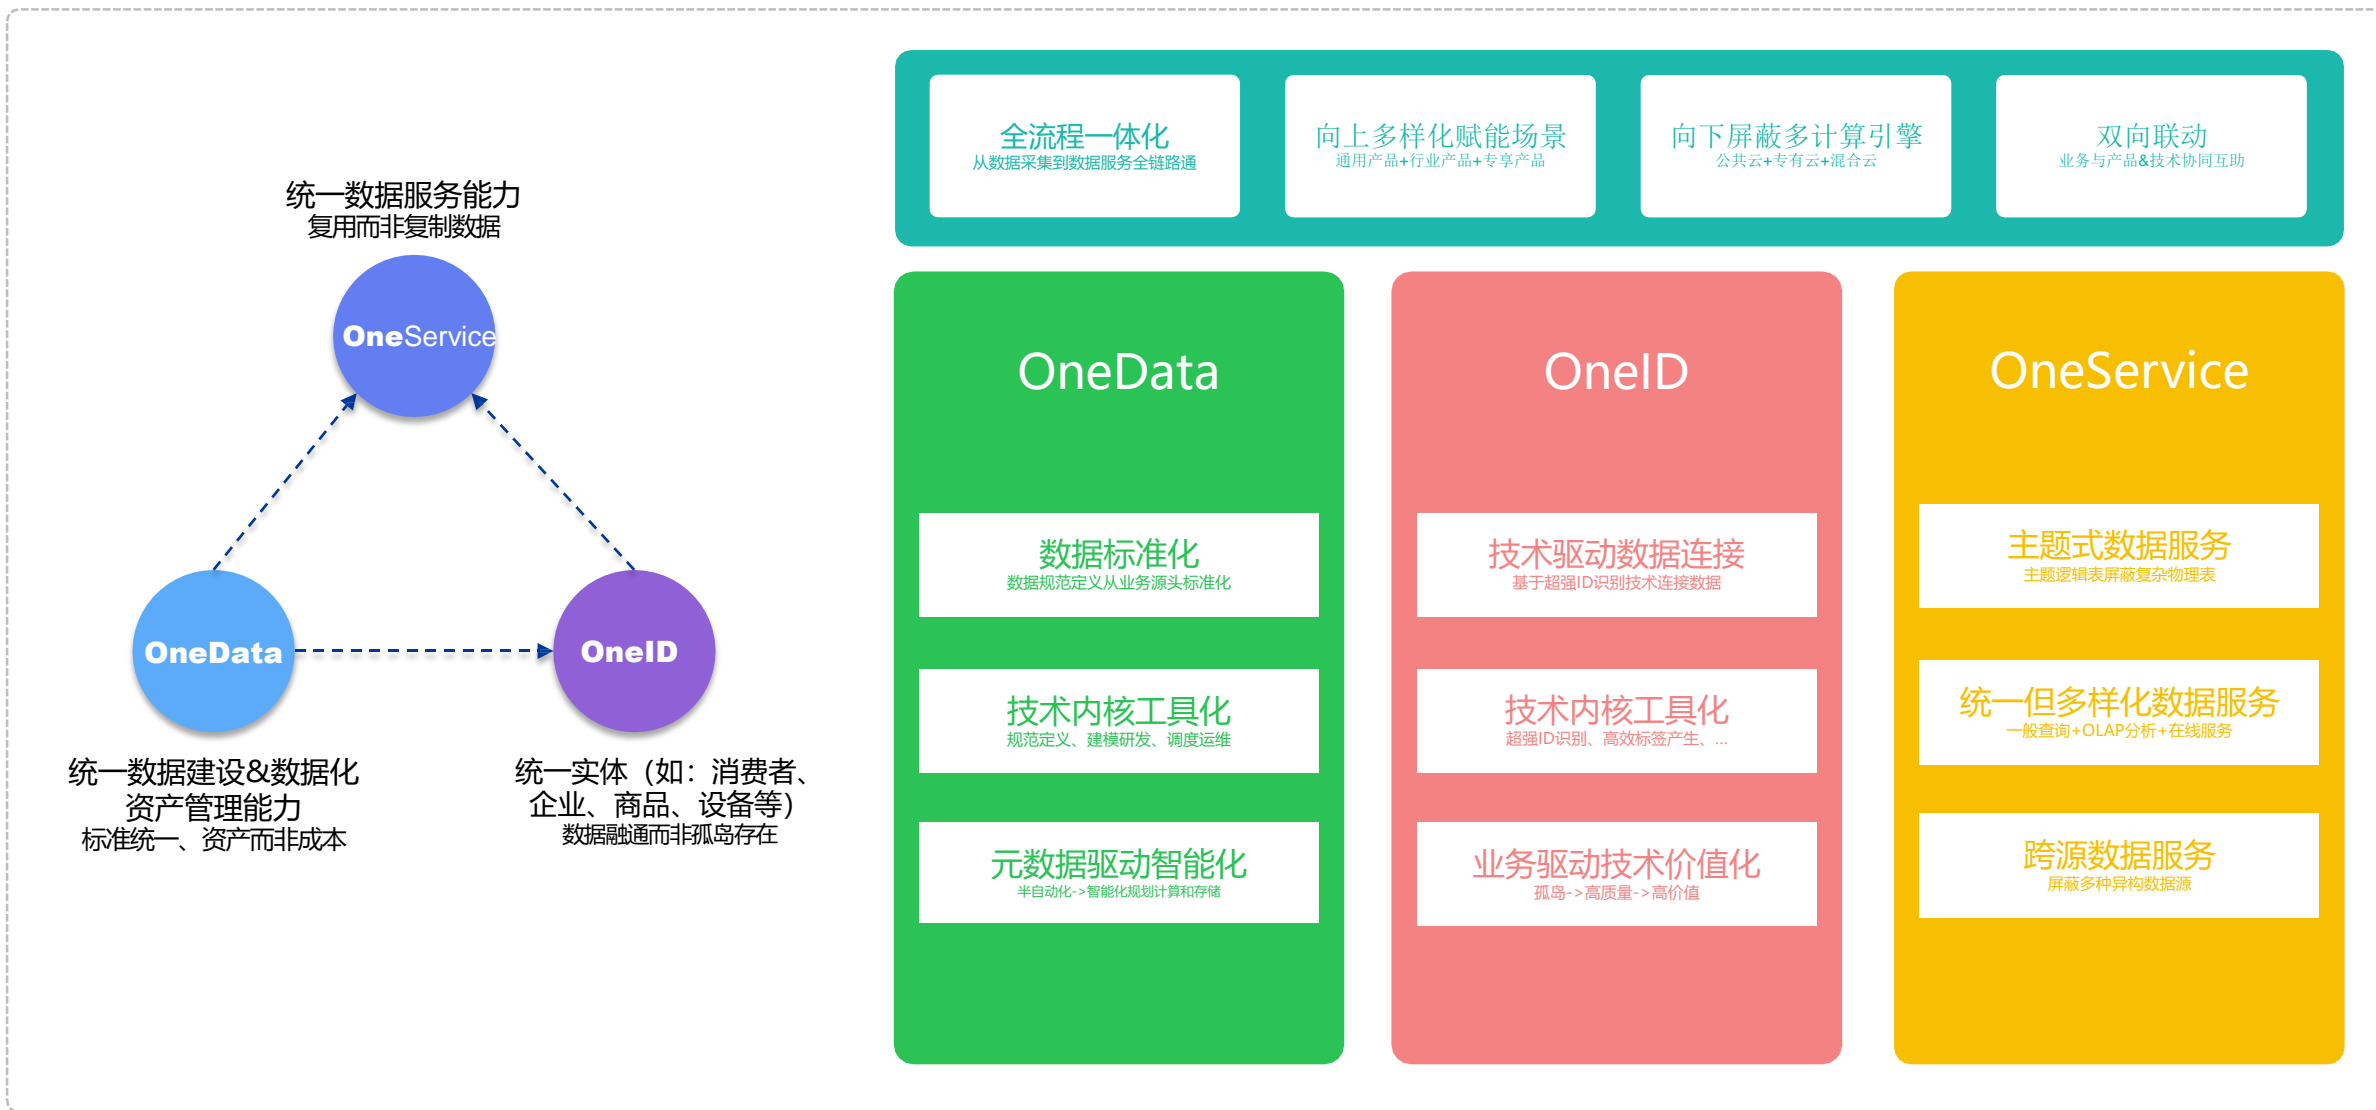 统一数据服务能力
复用而非复制数据
OneService
OneData
OneID
统一数据建设&数据化
资产管理能力
标准统一、资产而非成本
统一实体（如：消费者、
企业、商品、设备等）
数据融通而非孤岛存在
全流程一体化
从数据采集到数据服务全链路通
向上多样化赋能场景
通用产品+行业产品+专享产品
向下屏蔽多计算引擎
公共云+专有云+混合云
双向联动
业务与产品&技术协同互助
OneData
数据标准化
数据规范定义从业务源头标准化
技术内核工具化
规范定义、建模研发、调度运维
元数据驱动智能化
半自动化->智能化规划计算和存储
OneID
技术驱动数据连接
基于超强ID识别技术连接数据
技术内核工具化
超强ID识别、高效标签产生、...
业务驱动技术价值化
孤岛->高质量->高价值
OneService
主题式数据服务
主题逻辑表屏蔽复杂物理表
统一但多样化数据服务
一般查询+OLAP分析+在线服务
跨源数据服务
屏蔽多种异构数据源